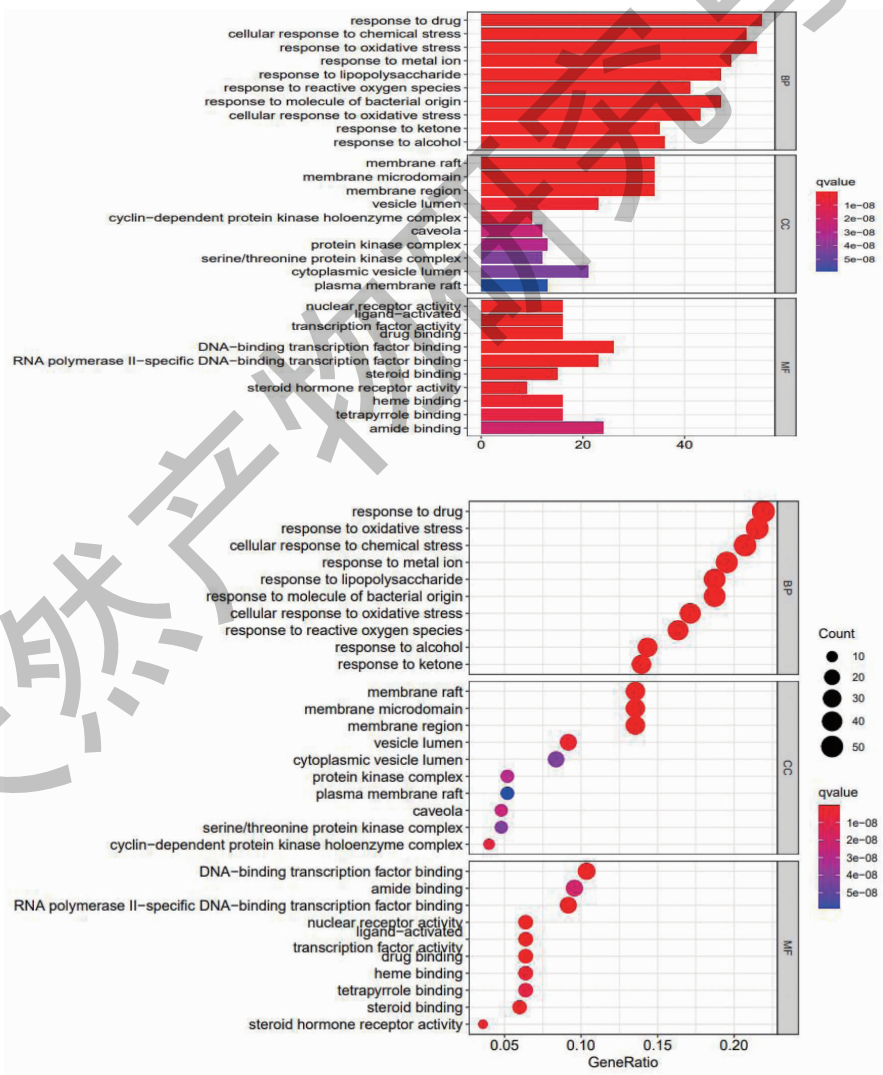 response to drug
cellular response to chemical stress
response to oxidative stress
response to metal ion
response to lipopolysaccharide
response to reactive oxygen species
response to molecule of bacterial origin
cellular response to oxidative stress
response to ketone
response to alcohol
BP
membrane raft
membrane microdomain
membrane region
vesicle lumen
cyclin−dependent protein kinase holoenzyme complex
caveola
protein kinase complex
serine/threonine protein kinase complex
cytoplasmic vesicle lumen
plasma membrane raft
CC
nuclear receptor activity
ligand−activated
transcription factor activity
drug binding
DNA−binding transcription factor binding
RNA polymerase II−specific DNA−binding transcription factor binding
steroid binding
steroid hormone receptor activity
heme binding
tetrapyrrole binding
amide binding
MF
0 20 40
qvalue
1e−08
2e−08
3e−08
4e−08
5e−08
response to drug
response to oxidative stress
cellular response to chemical stress
response to metal ion
response to lipopolysaccharide
response to molecule of bacterial origin
cellular response to oxidative stress
response to reactive oxygen species
response to alcohol
response to ketone
BP
membrane raft
membrane microdomain
membrane region
vesicle lumen
cytoplasmic vesicle lumen
protein kinase complex
plasma membrane raft
caveola
serine/threonine protein kinase complex
cyclin−dependent protein kinase holoenzyme complex
CC
DNA−binding transcription factor binding
amide binding
RNA polymerase II−specific DNA−binding transcription factor binding
nuclear receptor activity
ligand−activated
transcription factor activity
drug binding
heme binding
tetrapyrrole binding
steroid binding
steroid hormone receptor activity
MF
0.05 0.10 0.15 0.20
GeneRatio
Count
10
20
30
40
50
qvalue
1e−08
2e−08
3e−08
4e−08
5e−08
然产物研究与